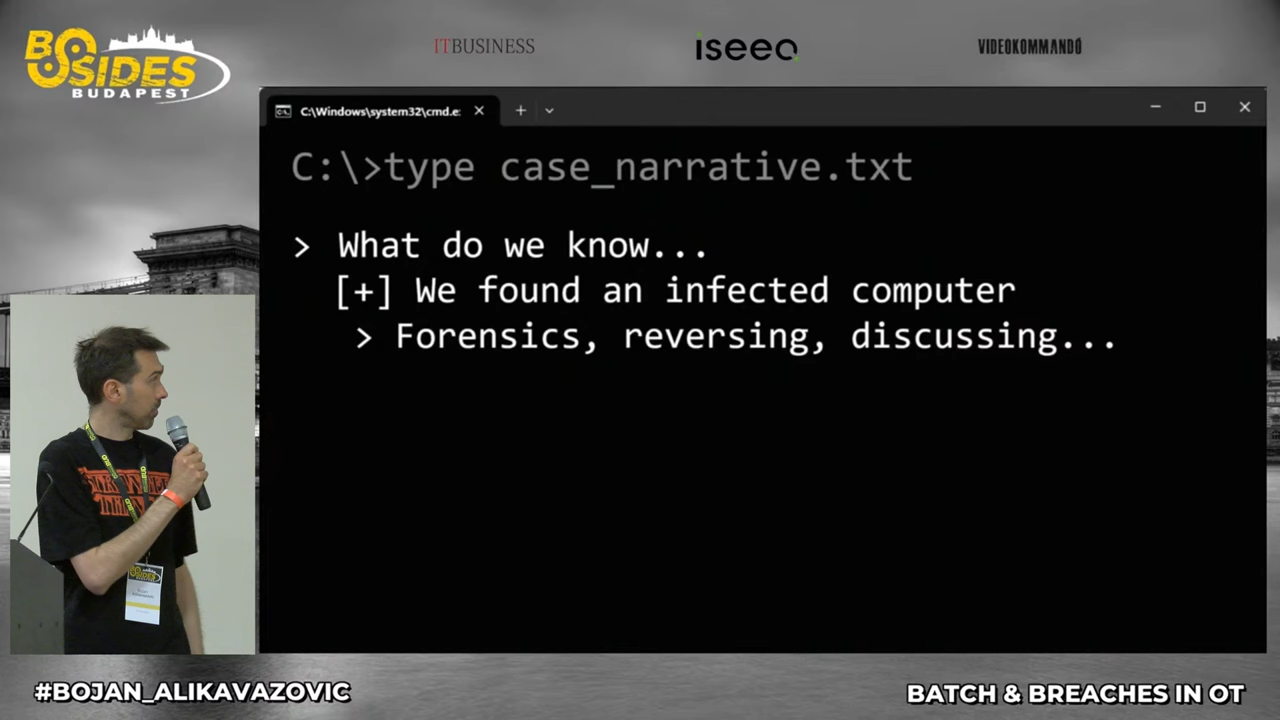 BSIDES
BUDAPEST
ITBUSINESS
iseeq
VIDEOKOMMANDÓ
C:\Windows\system32\cmd.e:
C:\>type case_narrative.txt
> What do we know...
[+] We found an infected computer
> Forensics, reversing, discussing...
#BOJAN_ALIKAVAZOVIC
BATCH & BREACHES IN OT